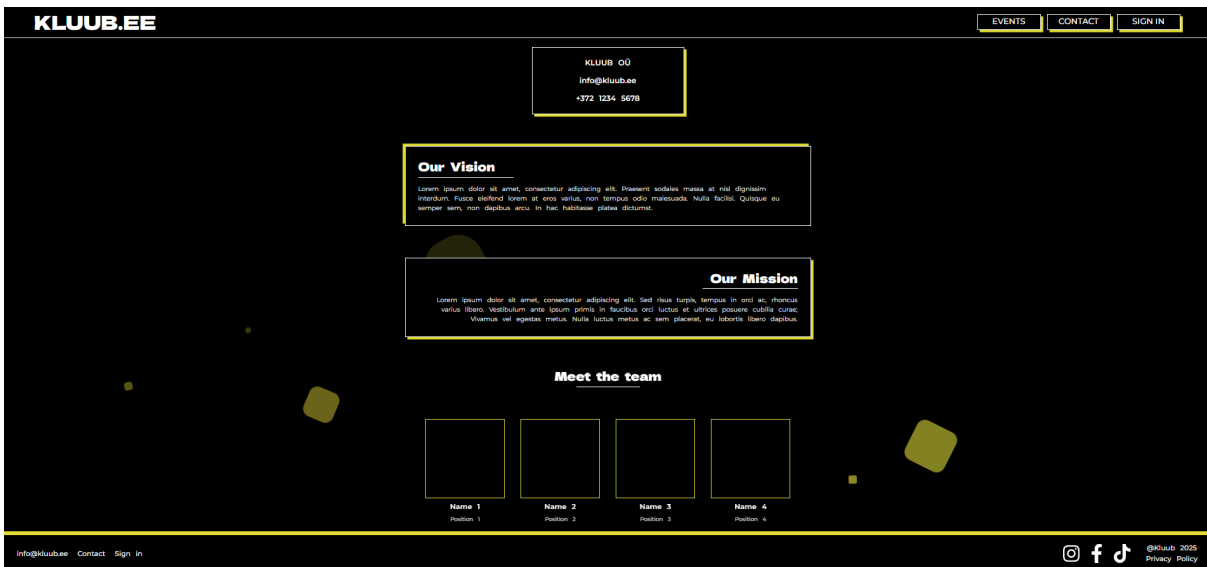 KLUUB.EE
EVENTS
CONTACT
SIGN IN
KLUUB OÜ
info@kluub.ee
+372 1234 5678
Our Vision
Lorem ipsum dolor sit amet, consectetur adipiscing elit. Praesent sodales massa at nisl dignissim
interdum. Fusce eleifend lorem at eros varius, non tempus odio malesuada. Nulla facilisi. Quisque eu
semper sem, non dapibus arcu. In hac habitasse platea dictumst.
Our Mission
Lorem ipsum dolor sit amet, consectetur adipiscing elit. Sed risus turpis, tempus in orci ac, rhoncus
varius libero. Vestibulum ante ipsum primis in faucibus orci luctus et ultrices posuere cubilia curae;
Vivamus vel egestas metus. Nulla luctus metus ac sem placerat, eu lobortis libero dapibus.
Meet the team
Name 1
Position 1
Name 2
Position 2
Name 3
Position 3
Name 4
Position 4
info@kluub.ee Contact Sign in
@Kluub 2025
Privacy Policy